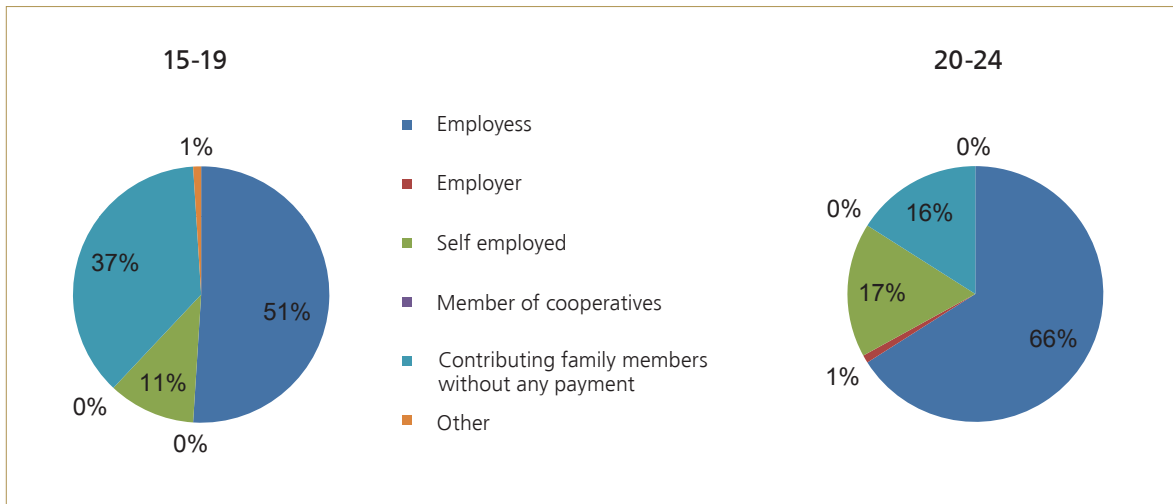 15-19
1%
37%
51%
11%
0%
0%
Employess
Employer
Self employed
Member of cooperatives
Contributing family members
without any payment
Other
20-24
0%
0%
16%
17%
66%
1%